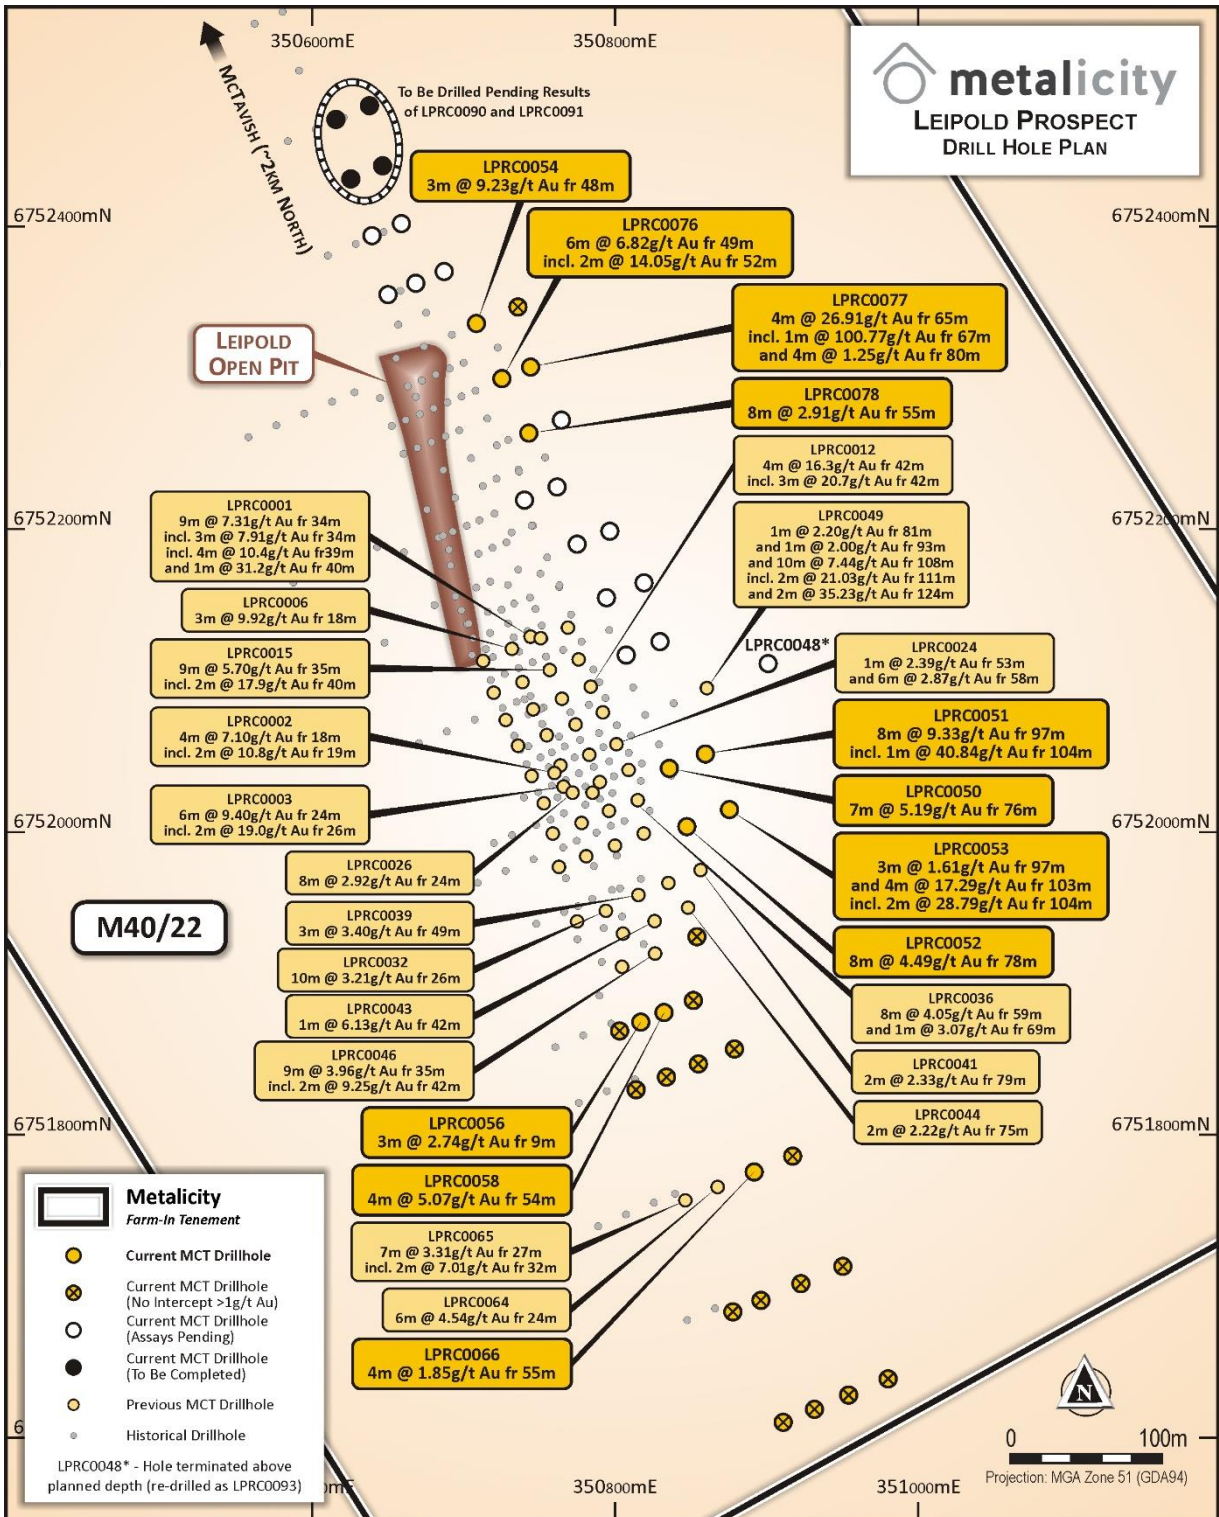 350600mE
350800mE
metalicity
LEIPOLD PROSPECT
DRILL HOLE PLAN
MCTAVISH (~2KM NORTH)
To Be Drilled Pending Results
of LPRC0090 and LPRC0091
LPRC0054
3m @ 9.23g/t Au fr 48m
6752400mN
6752400mN
LPRC0076
6m @ 6.82g/t Au fr 49m
incl. 2m @ 14.05g/t Au fr 52m
LPRC0077
4m @ 26.91g/t Au fr 65m
incl. 1m @ 100.77g/t Au fr 67m
and 4m @ 1.25g/t Au fr 80m
LEIPOLD
OPEN PIT
LPRC0078
8m @ 2.91g/t Au fr 55m
LPRC0012
4m @ 16.3g/t Au fr 42m
incl. 3m @ 20.7g/t Au fr 42m
6752200mN
6752200mN
LPRC0001
9m @ 7.31g/t Au fr 34m
incl. 3m @ 7.91g/t Au fr 34m
incl. 4m @ 10.4g/t Au fr39m
and 1m @ 31.2g/t Au fr 40m
LPRC0049
1m @ 2.20g/t Au fr 81m
and 1m @ 2.00g/t Au fr 93m
and 10m @ 7.44g/t Au fr 108m
incl. 2m @ 21.03g/t Au fr 111m
and 2m @ 35.23g/t Au fr 124m
LPRC0006
3m @ 9.92g/t Au fr 18m
LPRC0048*
LPRC0015
9m @ 5.70g/t Au fr 35m
incl. 2m @ 17.9g/t Au fr 40m
LPRC0024
1m @ 2.39g/t Au fr 53m
and 6m @ 2.87g/t Au fr 58m
LPRC0002
4m @ 7.10g/t Au fr 18m
incl. 2m @ 10.8g/t Au fr 19m
LPRC0051
8m @ 9.33g/t Au fr 97m
incl. 1m @ 40.84g/t Au fr 104m
LPRC0050
7m @ 5.19g/t Au fr 76m
LPRC0003
6m @ 9.40g/t Au fr 24m
incl. 2m @ 19.0g/t Au fr 26m
6752000mN
6752000mN
LPRC0053
3m @ 1.61g/t Au fr 97m
and 4m @ 17.29g/t Au fr 103m
incl. 2m @ 28.79g/t Au fr 104m
LPRC0026
8m @ 2.92g/t Au fr 24m
M40/22
LPRC0039
3m @ 3.40g/t Au fr 49m
LPRC0052
8m @ 4.49g/t Au fr 78m
LPRC0032
10m @ 3.21g/t Au fr 26m
LPRC0036
8m @ 4.05g/t Au fr 59m
and 1m @ 3.07g/t Au fr 69m
LPRC0043
1m @ 6.13g/t Au fr 42m
LPRC0046
9m @ 3.96g/t Au fr 35m
incl. 2m @ 9.25g/t Au fr 42m
LPRC0041
2m @ 2.33g/t Au fr 79m
LPRC0044
2m @ 2.22g/t Au fr 75m
6751800mN
6751800mN
LPRC0056
3m @ 2.74g/t Au fr 9m
LPRC0058
4m @ 5.07g/t Au fr 54m
LPRC0065
7m @ 3.31g/t Au fr 27m
incl. 2m @ 7.01g/t Au fr 32m
LPRC0064
6m @ 4.54g/t Au fr 24m
LPRC0066
4m @ 1.85g/t Au fr 55m
Metalicity
Farm-In Tenement
Current MCT Drillhole
Current MCT Drillhole
(No Intercept >1g/t Au)
Current MCT Drillhole
(Assays Pending)
Current MCT Drillhole
(To Be Completed)
Previous MCT Drillhole
Historical Drillhole
LPRC0048* - Hole terminated above
planned depth (re-drilled as LPRC0093)
N
0 100m
Projection: MGA Zone 51 (GDA94)
350800mE
351000mE